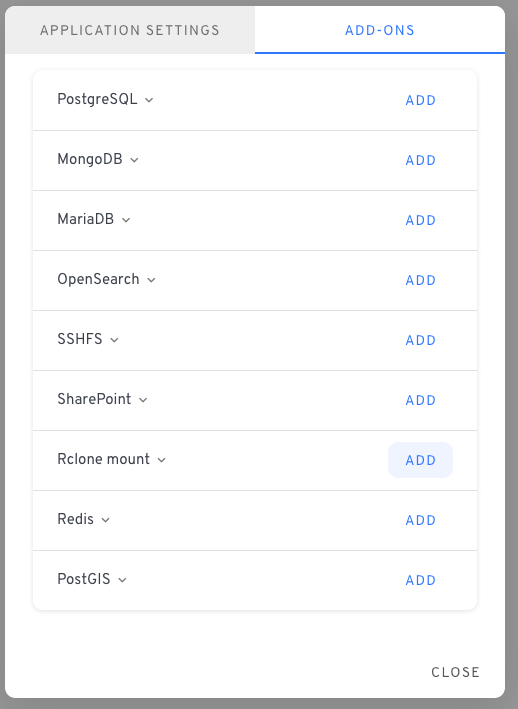 APPLICATION SETTINGS
ADD-ONS
PostgreSQL ADD
MongoDB ADD
MariaDB ADD
OpenSearch ADD
SSHFS ADD
SharePoint ADD
Rclone mount ADD
Redis ADD
PostGIS ADD
CLOSE